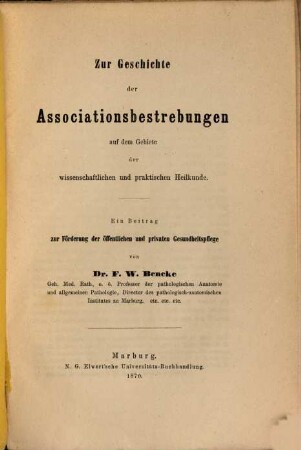 Zur Geschichte
der
Associationsbestrebungen
auf dem Gebiete
der
wissenschaftlichen und praktischen Heilkunde.
Ein Beitrag
zur Förderung der öffentlichen und privaten Gesundheitspflege
von
Dr. F. W. Beneke
Geh. Med. Rath, o. ö. Professor der pathologischen Anatomie
und allgemeinen Pathologie, Director des pathologisch-anatomischen
Institutes zu Marburg. etc. etc. etc.
Marburg.
N. G. Elwert'sche Universitäts-Buchhandlung
1870.